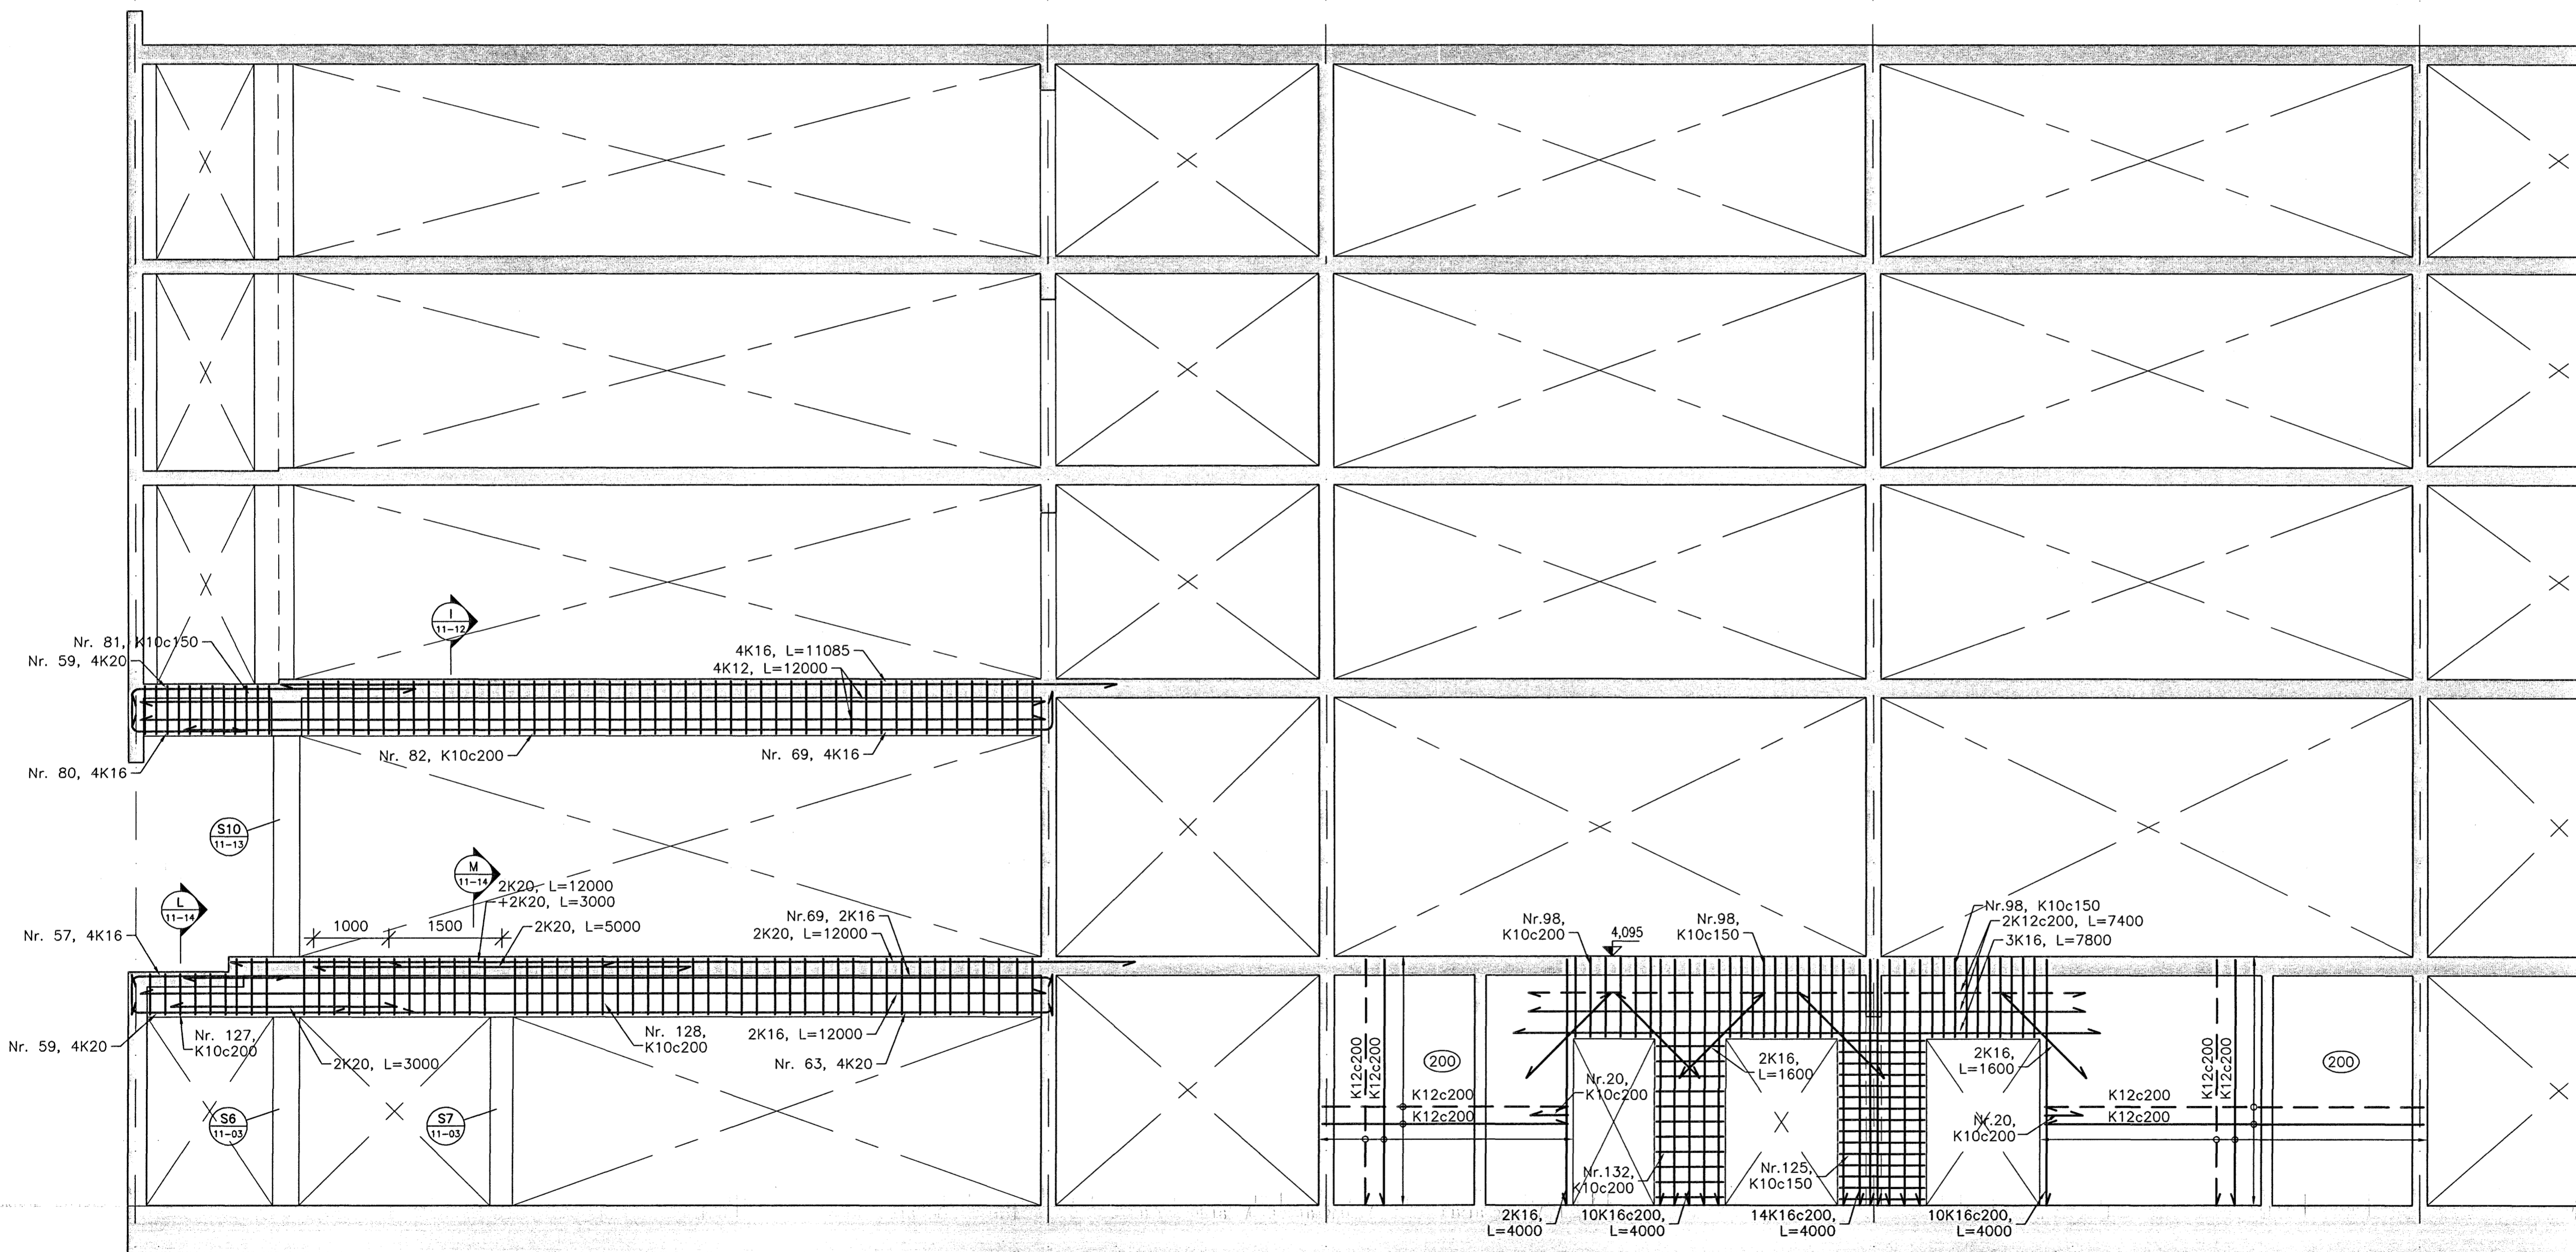 I
11-12
Nr. 81, K10c150
Nr. 59, 4K20
4K16, L=11085
4K12, L=12000
Nr. 82, K10c200
Nr. 69, 4K16
Nr. 80, 4K16
S10
11-13
M
11-14
2K20, L=12000
+2K20, L=3000
L
11-14
1000
1500
2K20, L=5000
Nr.69, 2K16
2K20, L=12000
Nr. 57, 4K16
Nr. 59, 4K20
Nr. 127,
K10c200
2K20, L=3000
Nr. 128,
K10c200
2K16, L=12000
Nr. 63, 4K20
S6
11-03
S7
11-03
Nr.98,
K10c200
4,095
Nr.98,
K10c150
Nr.98, K10c150
2K12c200, L=7400
3K16, L=7800
K12c200
K12c200
200
K12c200
K12c200
Nr.20,
K10c200
2K16,
L=1600
2K16,
L=1600
Nr.20,
K10c200
K12c200
K12c200
K12c200
K12c200
200
Nr.132,
K10c200
Nr.125,
K10c150
2K16,
L=4000
10K16c200,
L=4000
14K16c200,
L=4000
10K16c200,
L=4000